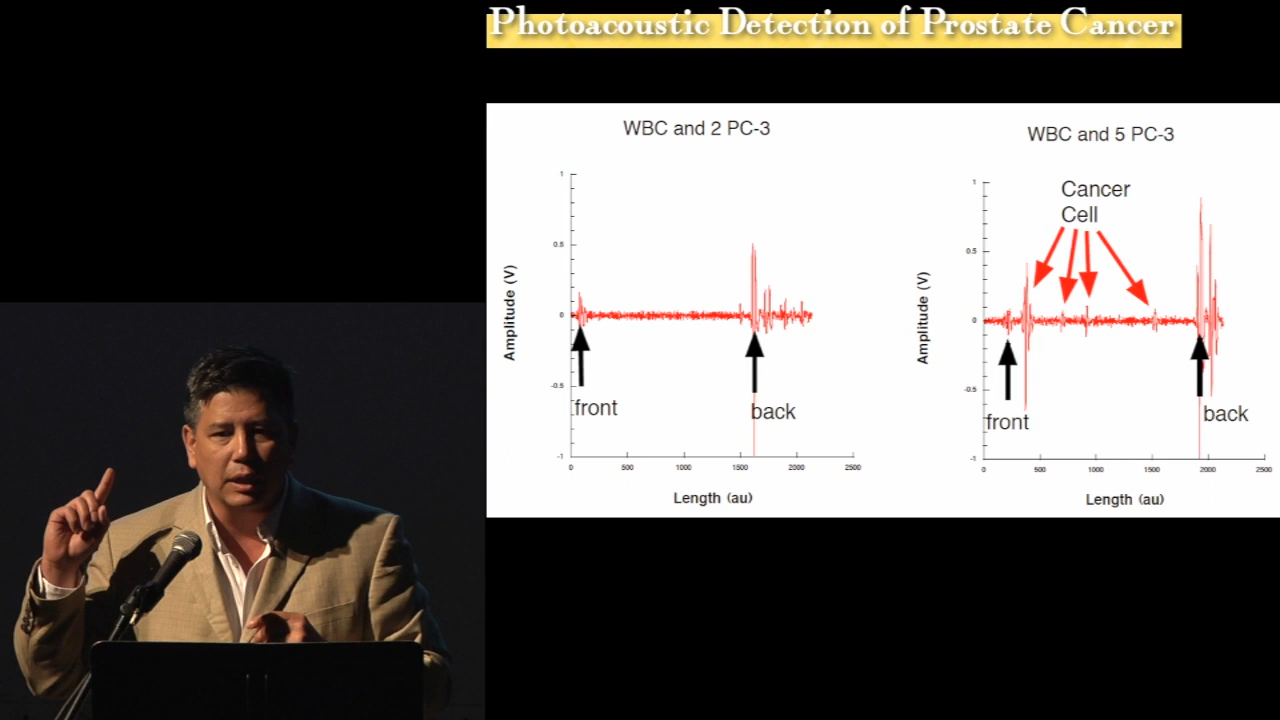 Photoacoustic Detection of Prostate Cancer
WBC and 2 PC-3
1
0.5
0
-0.5
-1
Amplitude (V)
front
back
0 500 1000 1500 2000 2500
Length (au)
WBC and 5 PC-3
Cancer
Cell
1
0.5
0
-0.5
-1
Amplitude (V)
front
back
0 500 1000 1500 2000 2500
Length (au)